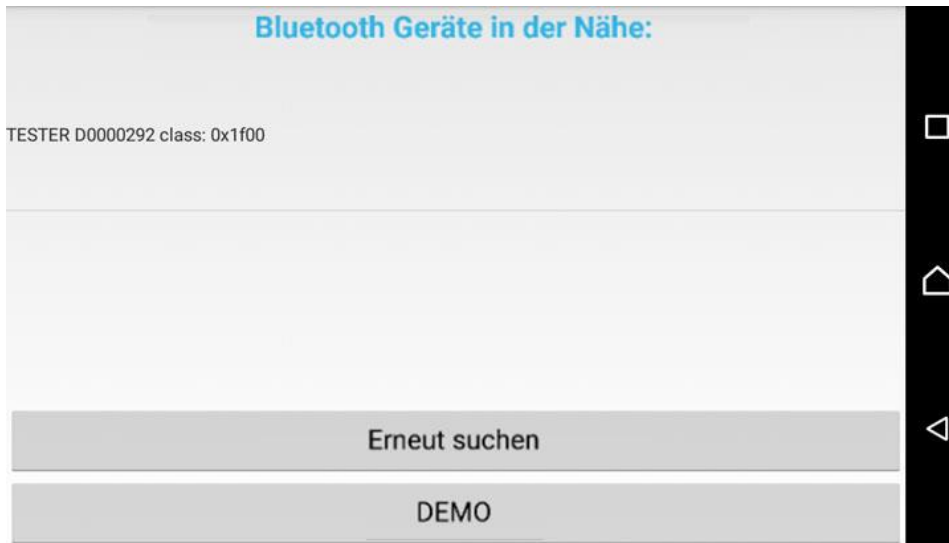 Bluetooth Geräte in der Nähe:
TESTER D0000292 class: 0x1f00
Erneut suchen
DEMO